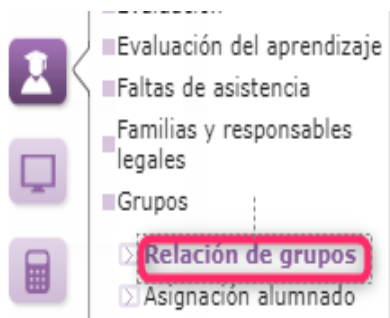 Evaluación del aprendizaje
Faltas de asistencia
Familias y responsables
legales
Grupos
Relación de grupos
Asignación alumnado